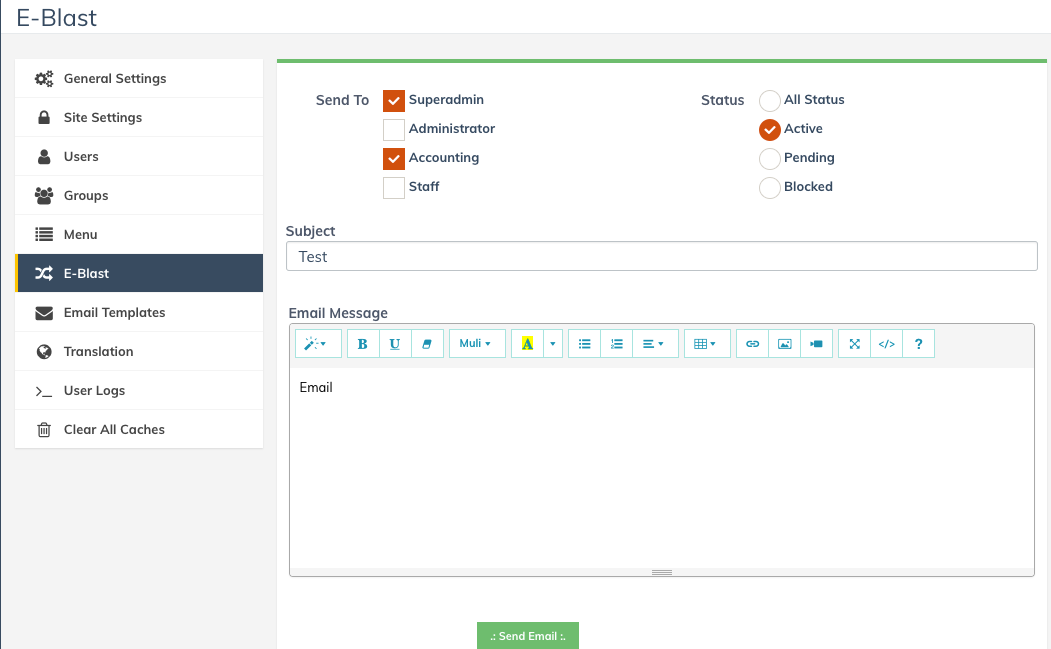 E-Blast
General Settings
Site Settings
Users
Groups
Menu
E-Blast
Email Templates
Translation
User Logs
Clear All Caches
Send To
Superadmin
Administrator
Accounting
Staff
Status
All Status
Active
Pending
Blocked
Subject
Test
Email Message
B U Muli A </> ?
Email
.: Send Email :.